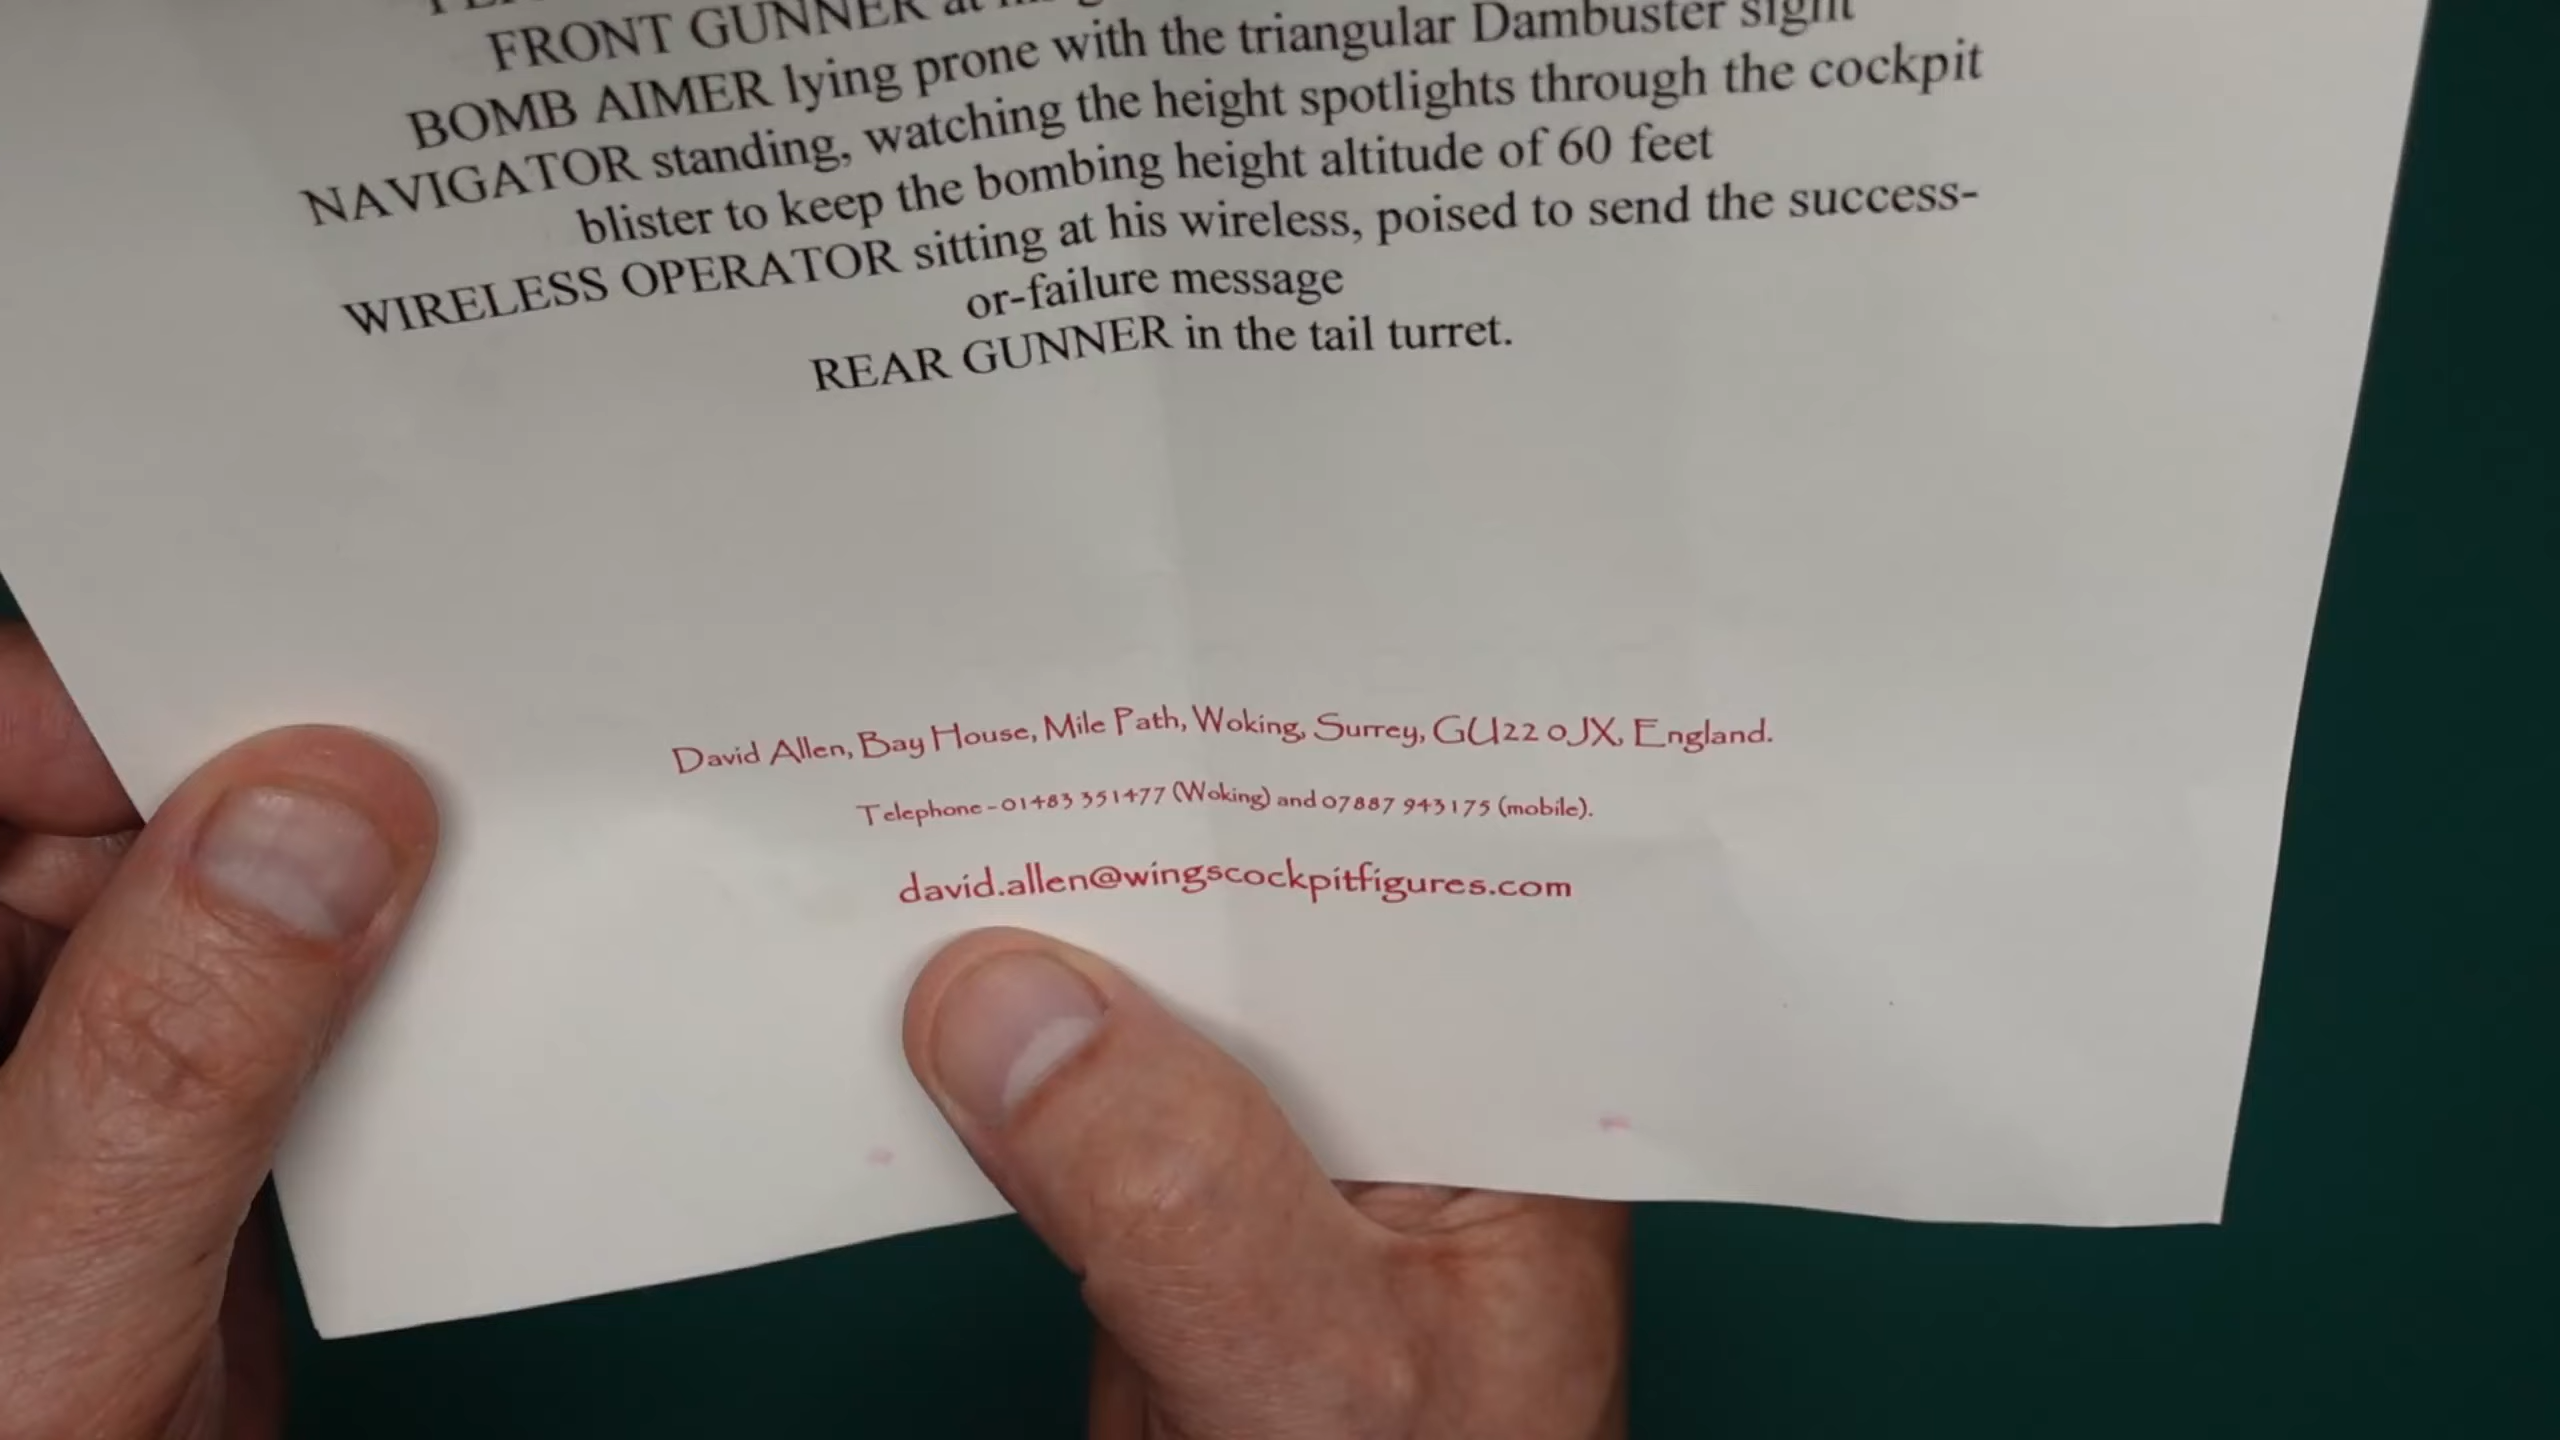 FRONT GUNNER at his
BOMB AIMER lying prone with the triangular Dambuster sight
NAVIGATOR standing, watching the height spotlights through the cockpit
blister to keep the bombing height altitude of 60 feet
WIRELESS OPERATOR sitting at his wireless, poised to send the success-
or-failure message
REAR GUNNER in the tail turret.
David Allen, Bay House, Mile Path, Woking, Surrey, GU22 0JX, England.
Telephone - 01483 351477 (Woking) and 07887 943175 (mobile).
david.allen@wingscockpitfigures.com